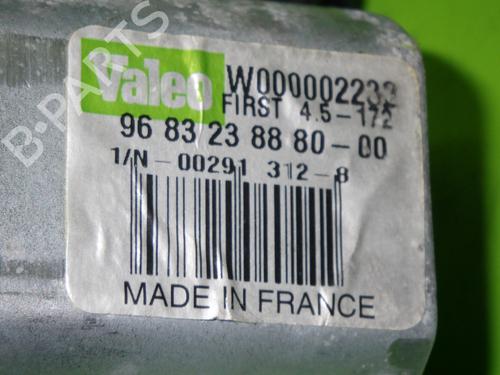 B-PARTS
Valeo W000002232
FIRST 4.5-172
96 83 23 88 80-00
1/N-00291 312-8
MADE IN FRANCE